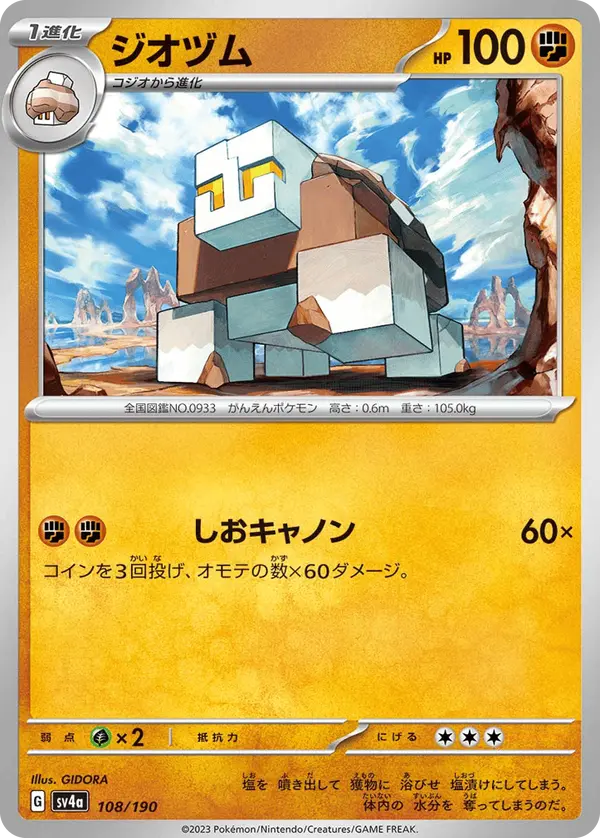 1進化 ジオヅム HP 100
コジオから進化
全国図鑑NO.0933 がんえんポケモン 高さ:0.6m 重さ:105.0kg
しおキャノン 60×
コインを3回投げ、オモテの数×60ダメージ。
弱点 ×2 抵抗力 にげる
Illus. GIDORA
塩を噴き出して獲物に浴びせ塩漬けにしてしまう。
体内の水分を奪ってしまうのだ。
G sv4a 108/190
©2023 Pokémon/Nintendo/Creatures/GAME FREAK.